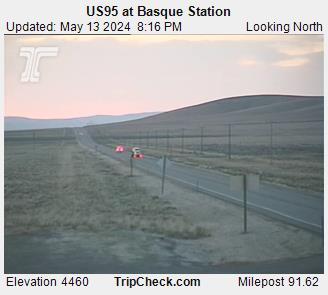 US95 at Basque Station
Updated: May 13 2024 8:16 PM Looking North
Elevation 4460 TripCheck.com Milepost 91.62